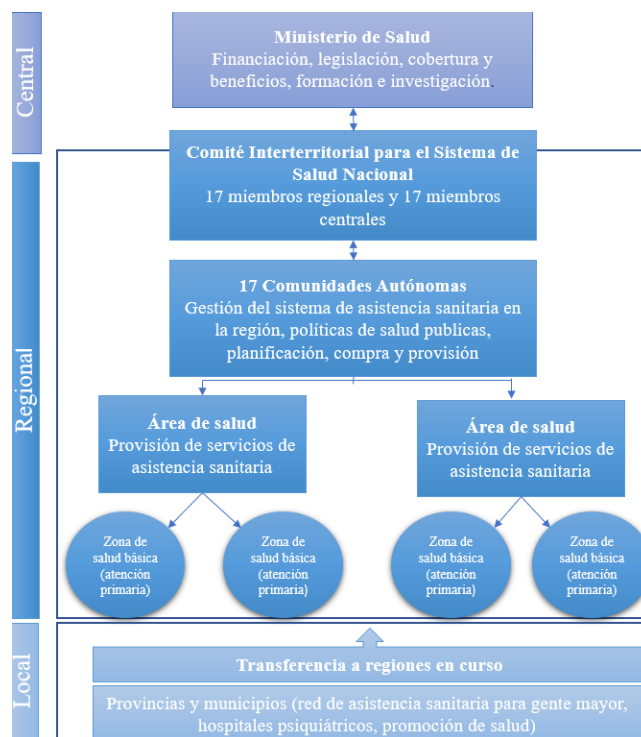 Central
Ministerio de Salud
Financiación, legislación, cobertura y
beneficios, formación e investigación.
Regional
Comité Interterritorial para el Sistema de
Salud Nacional
17 miembros regionales y 17 miembros
centrales
17 Comunidades Autónomas
Gestión del sistema de asistencia sanitaria en
la región, políticas de salud publicas,
planificación, compra y provisión
Área de salud
Provisión de servicios de
asistencia sanitaria
Área de salud
Provisión de servicios de
asistencia sanitaria
Zona de
salud básica
(atención
primaria)
Zona de
salud básica
(atención
primaria)
Zona de
salud básica
(atención
primaria)
Zona de
salud básica
(atención
primaria)
Local
Transferencia a regiones en curso
Provincias y municipios (red de asistencia sanitaria para gente mayor,
hospitales psiquiátricos, promoción de salud)